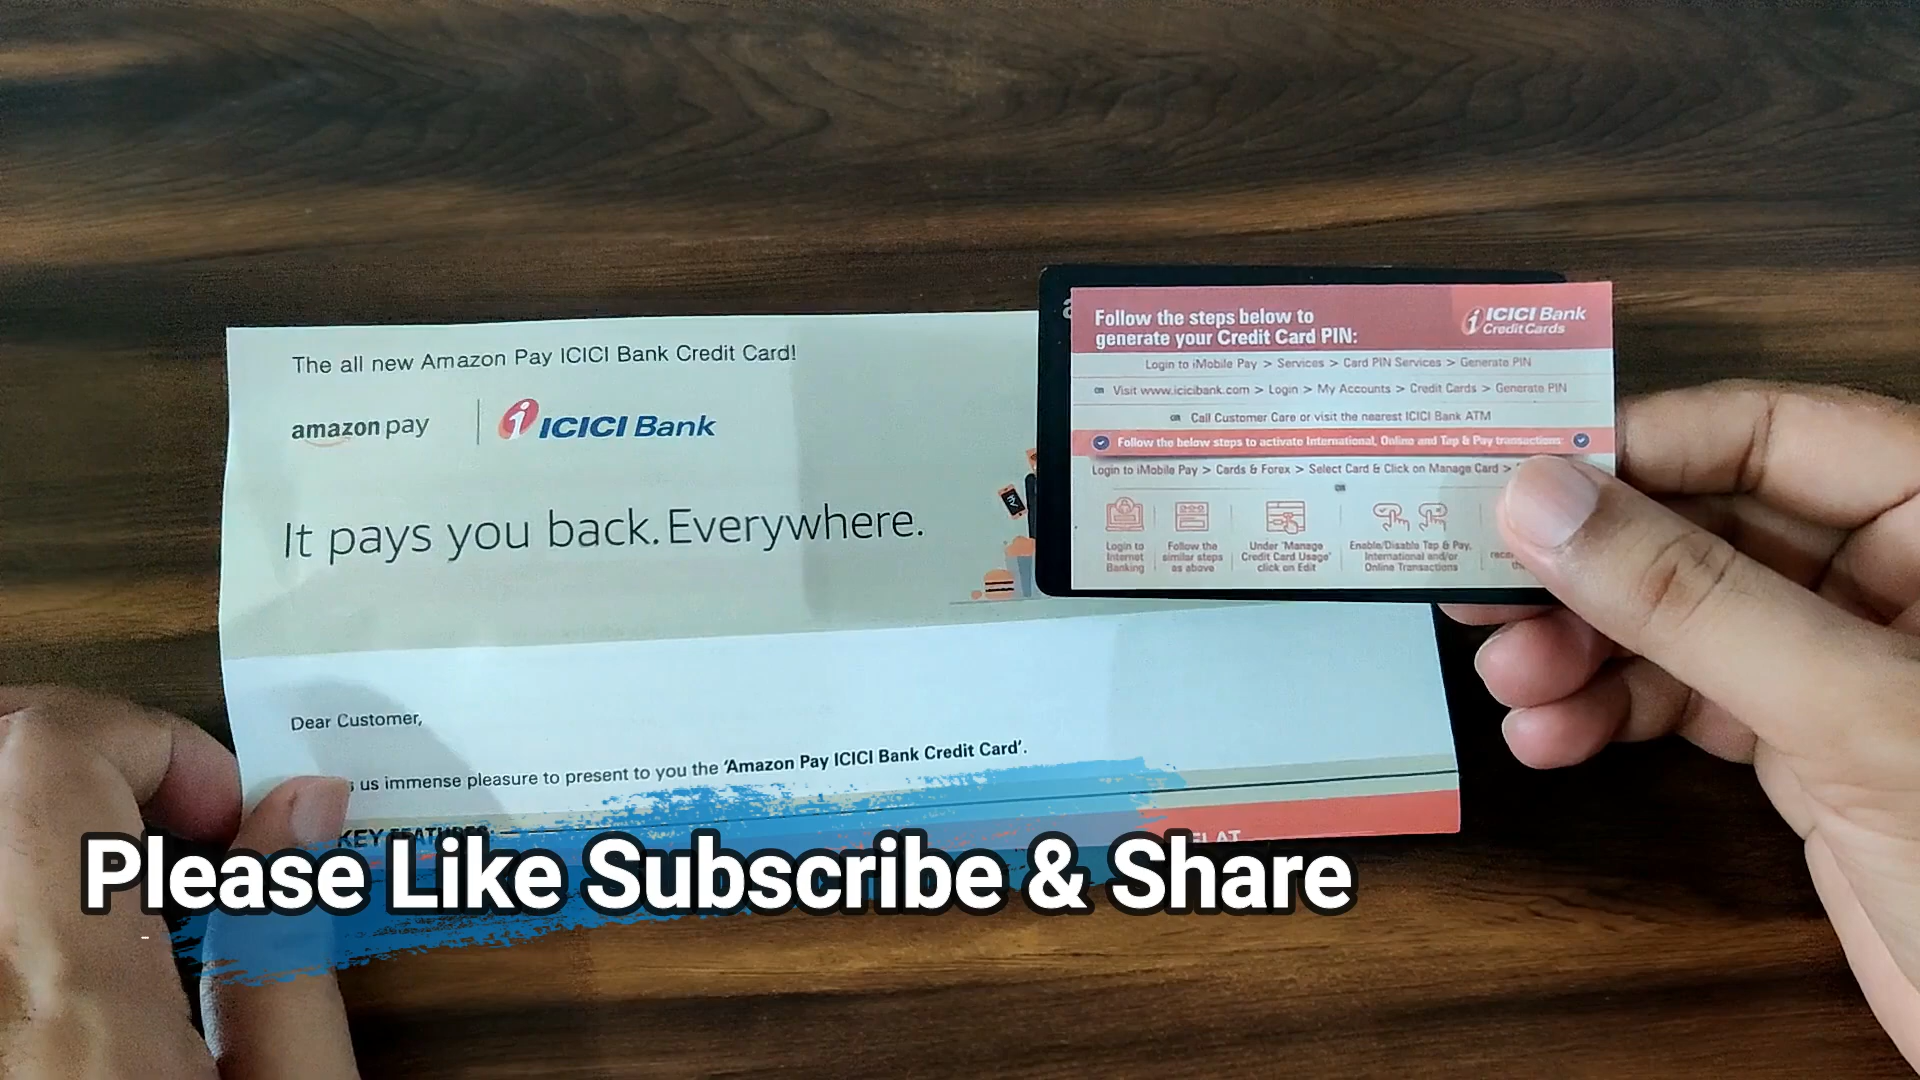 The all new Amazon Pay ICICI Bank Credit Card!
amazon pay
ICICI Bank
It pays you back. Everywhere.
Dear Customer,
us immense pleasure to present to you the 'Amazon Pay ICICI Bank Credit Card'.
KEY FEATURES
FLAT
Follow the steps below to
generate your Credit Card PIN:
ICICI Bank
Credit Cards
Login to iMobile Pay > Services > Card PIN Services > Generate PIN
OR Visit www.icicibank.com > Login > My Accounts > Credit Cards > Generate PIN
OR Call Customer Care or visit the nearest ICICI Bank ATM
Follow the below steps to activate International, Online and Tap & Pay transactions:
Login to iMobile Pay > Cards & Forex > Select Card & Click on Manage Card >
OR
Login to
Internet
Banking
Follow the
similar steps
as above
Under 'Manage
Credit Card Usage'
click on Edit
Enable/Disable Tap & Pay,
International and/or
Online Transactions
Please Like Subscribe & Share